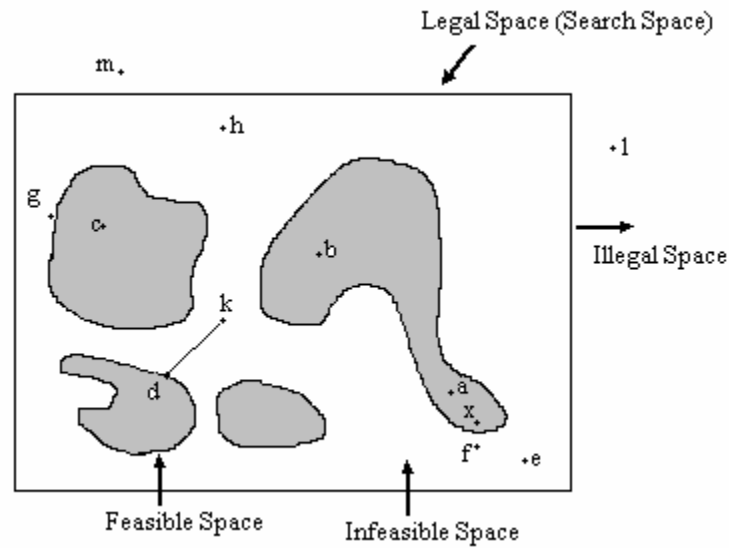 Legal Space (Search Space)
m
h
l
g
c
b
Illegal Space
k
a
d
x
f
e
Feasible Space
Infeasible Space